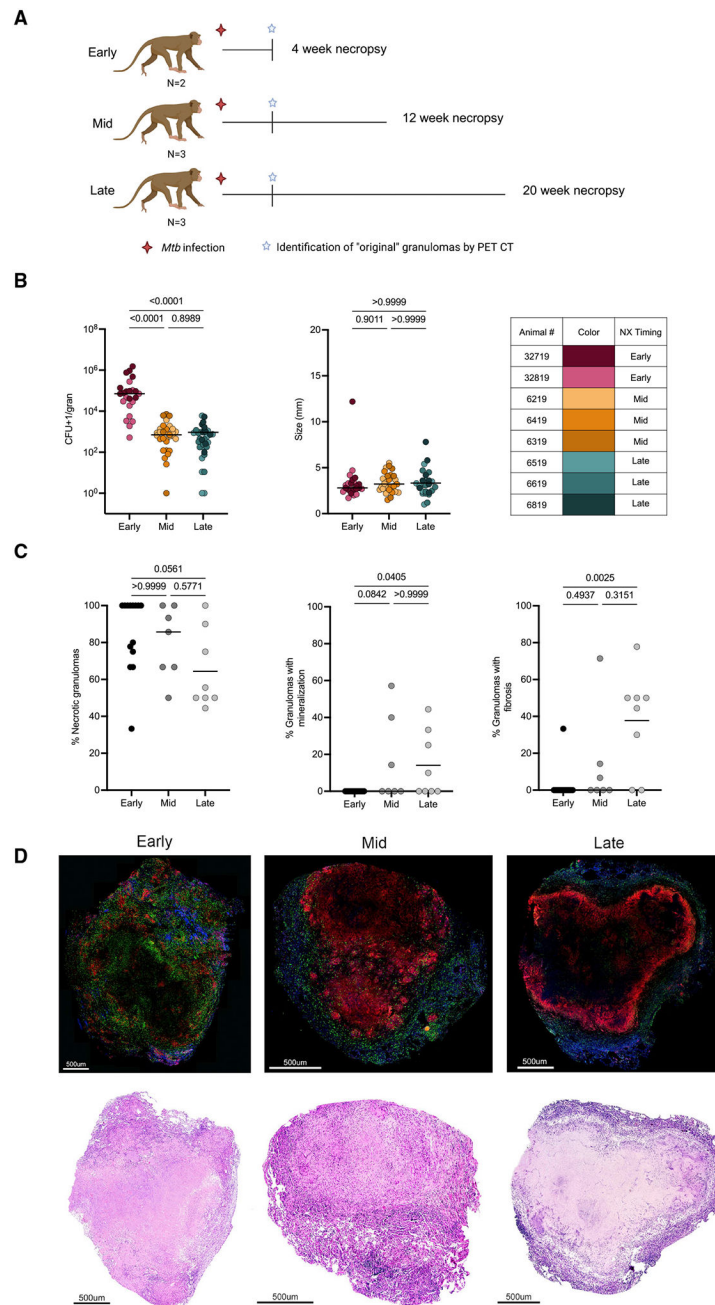 A
Early
N=2
4 week necropsy
Mid
N=3
12 week necropsy
Late
N=3
20 week necropsy
Mtb infection
Identification of "original" granulomas by PET CT
B
<0.0001
<0.0001 0.8989
CFU+1/gran
10^8
10^6
10^4
10^2
10^0
Early Mid Late
>0.9999
0.9011 >0.9999
Size (mm)
20
15
10
5
0
Early Mid Late
Animal # Color NX Timing
32719 Early
32819 Early
6219 Mid
6419 Mid
6319 Mid
6519 Late
6619 Late
6819 Late
C
0.0561
>0.9999 0.5771
% Necrotic granulomas
100
80
60
40
20
0
Early Mid Late
0.0405
0.0842 >0.9999
% Granulomas with
mineralization
100
80
60
40
20
0
Early Mid Late
0.0025
0.4937 0.3151
% Granulomas with
fibrosis
100
80
60
40
20
0
Early Mid Late
D
Early Mid Late
500um 500um 500um
500um 500um 500um